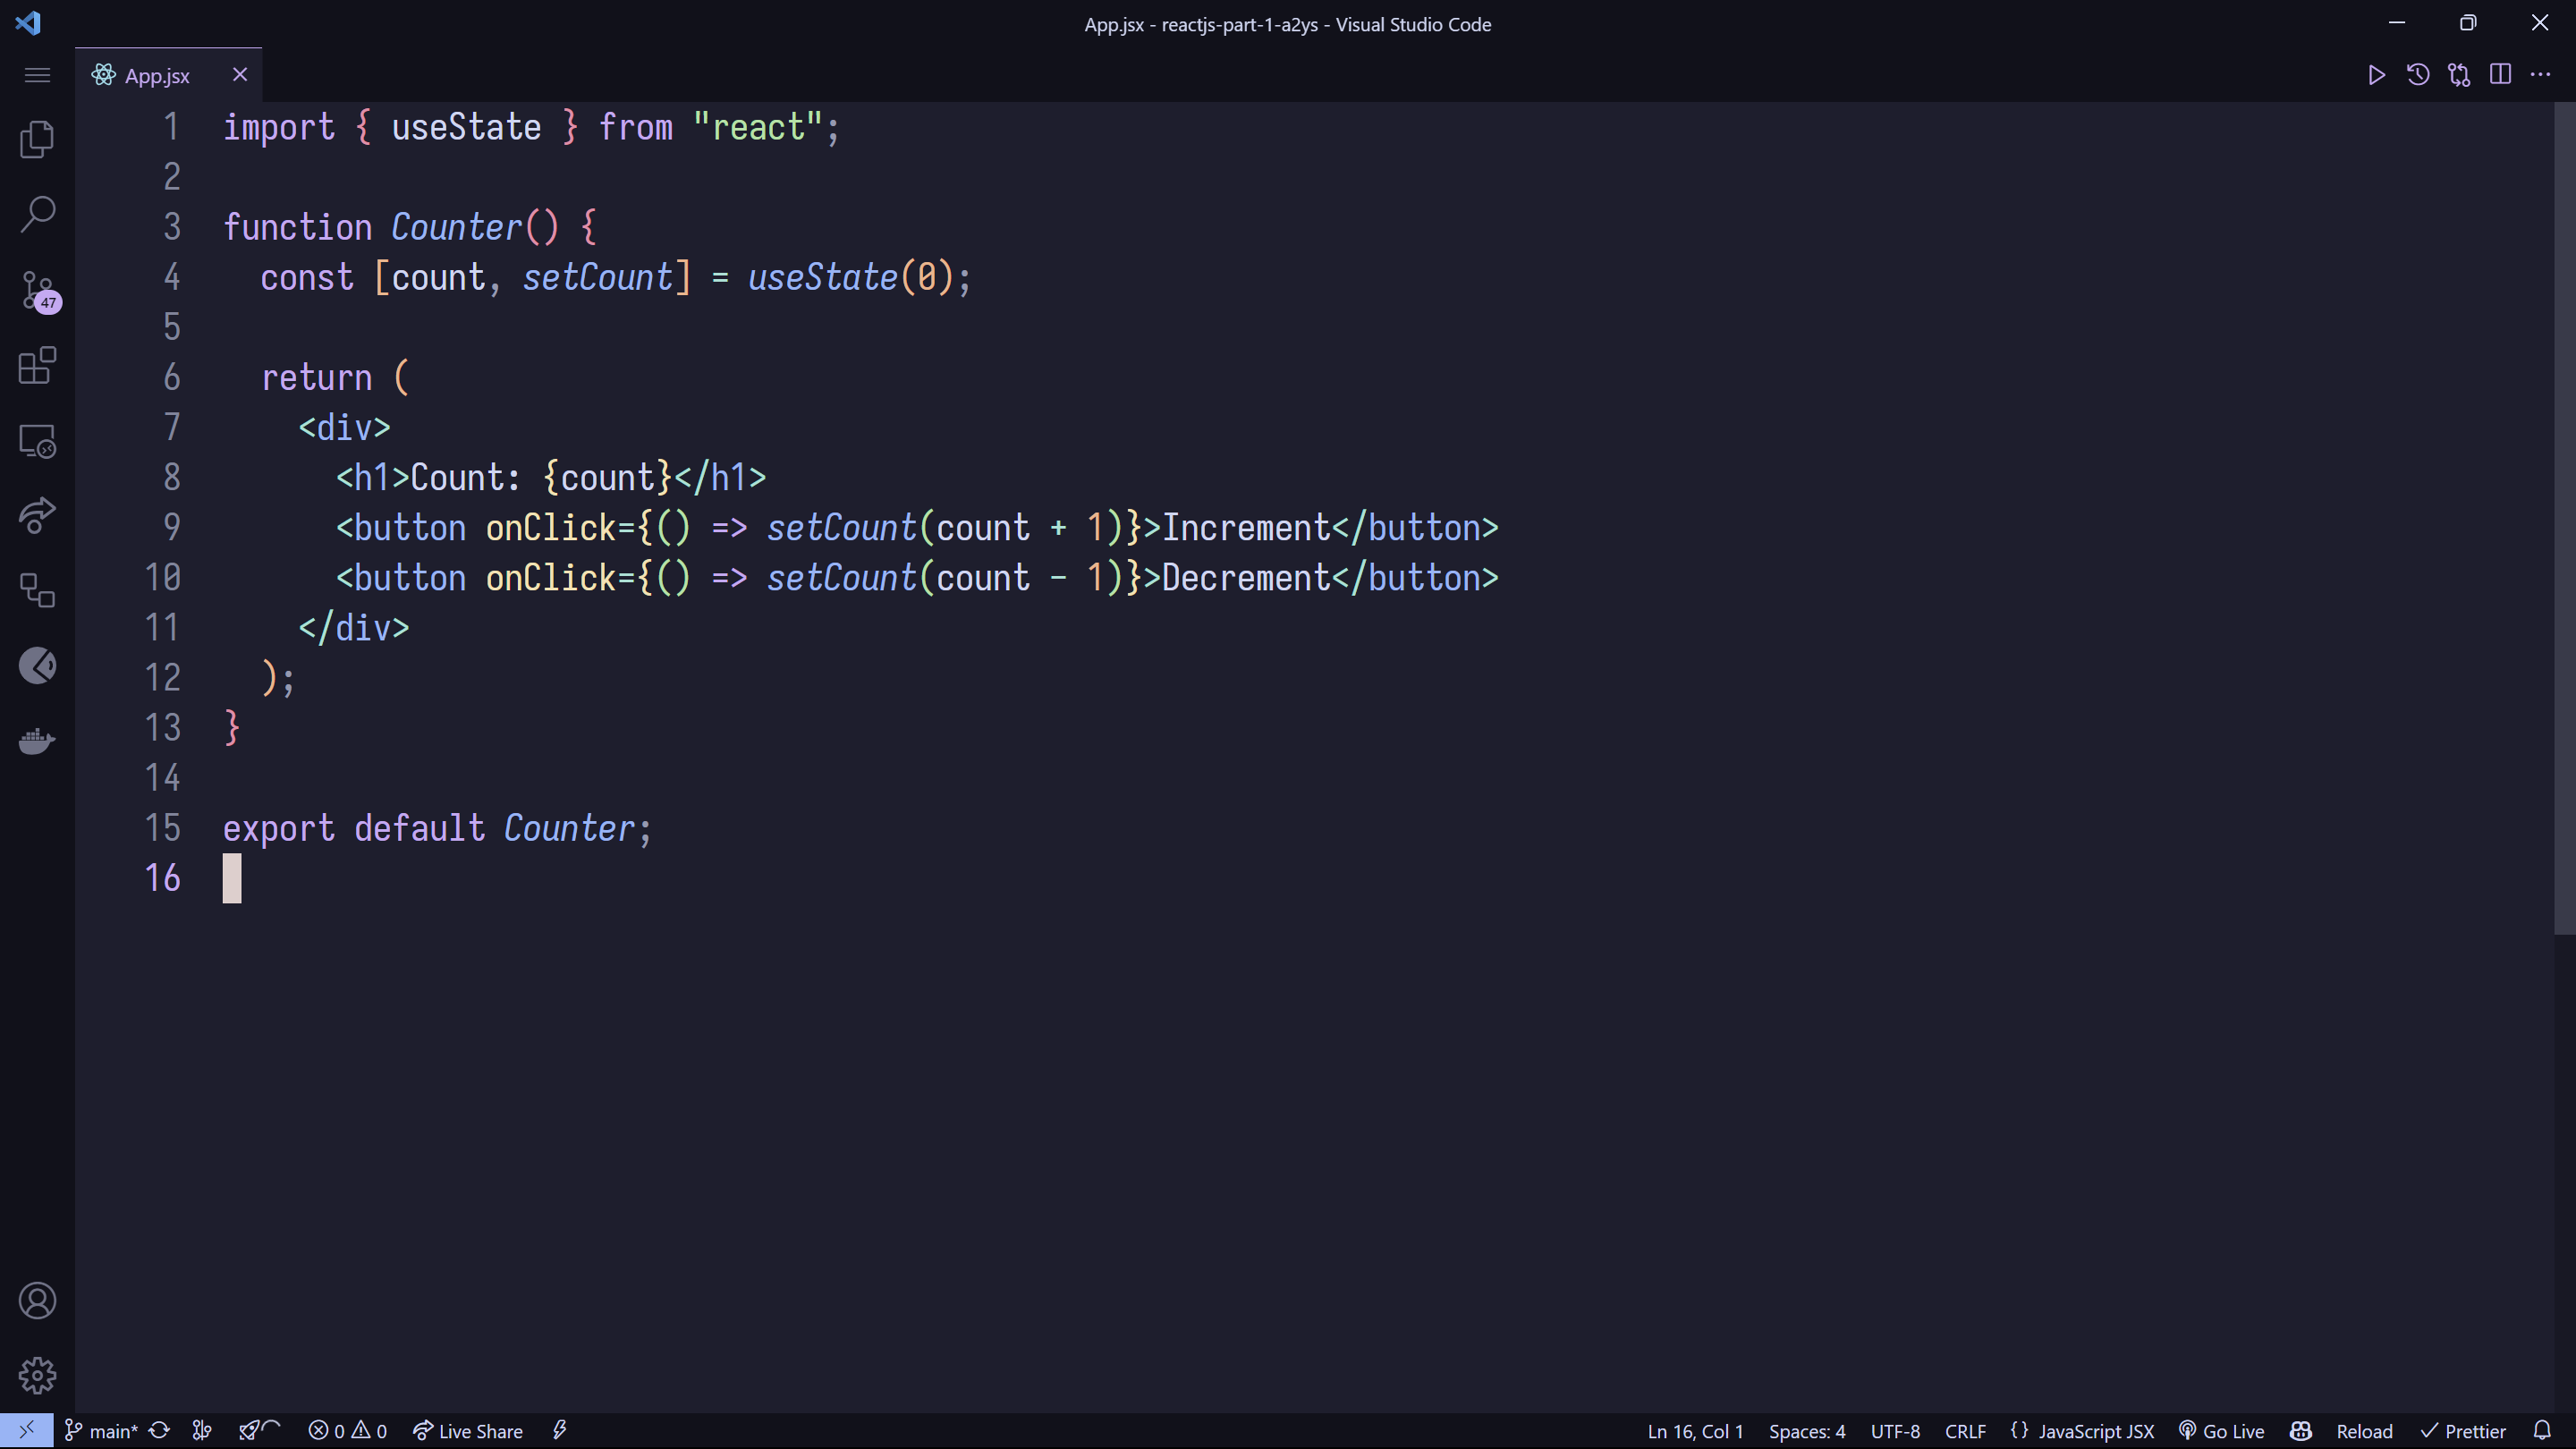 App.jsx - reactjs-part-1-a2ys - Visual Studio Code
App.jsx
1 import { useState } from "react";
2
3 function Counter() {
4   const [count, setCount] = useState(0);
5
6   return (
7     <div>
8       <h1>Count: {count}</h1>
9       <button onClick={() => setCount(count + 1)}>Increment</button>
10       <button onClick={() => setCount(count - 1)}>Decrement</button>
11     </div>
12   );
13 }
14
15 export default Counter;
16
47
main* 0 0 Live Share Ln 16, Col 1 Spaces: 4 UTF-8 CRLF {} JavaScript JSX Go Live Reload Prettier